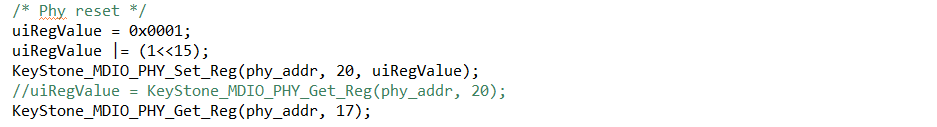 /* Phy reset */
uiRegValue = 0x0001;
uiRegValue |= (1<<15);
KeyStone_MDIO_PHY_Set_Reg(phy_addr, 20, uiRegValue);
//uiRegValue = KeyStone_MDIO_PHY_Get_Reg(phy_addr, 20);
KeyStone_MDIO_PHY_Get_Reg(phy_addr, 17);